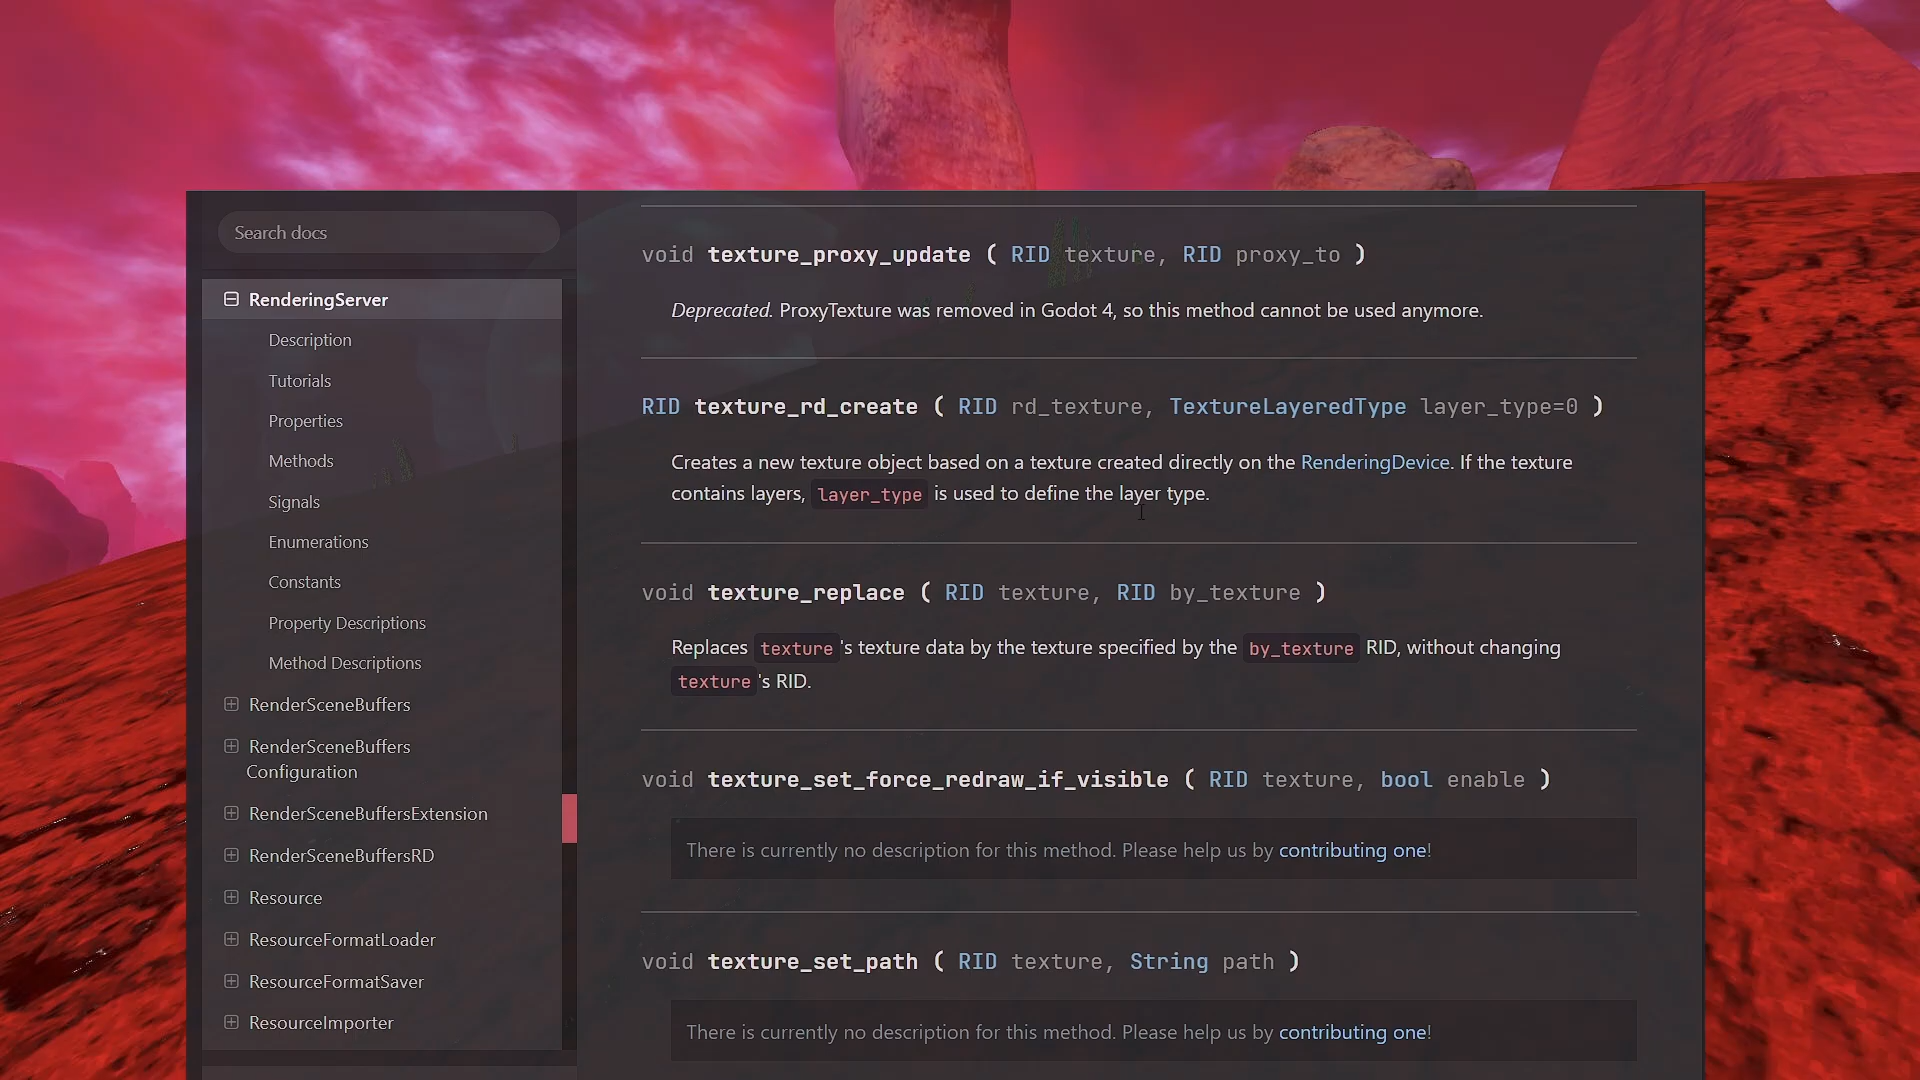 Search docs
RenderingServer
Description
Tutorials
Properties
Methods
Signals
Enumerations
Constants
Property Descriptions
Method Descriptions
RenderSceneBuffers
RenderSceneBuffers
Configuration
RenderSceneBuffersExtension
RenderSceneBuffersRD
Resource
ResourceFormatLoader
ResourceFormatSaver
ResourceImporter
void texture_proxy_update ( RID texture, RID proxy_to )
Deprecated. ProxyTexture was removed in Godot 4, so this method cannot be used anymore.
RID texture_rd_create ( RID rd_texture, TextureLayeredType layer_type=0 )
Creates a new texture object based on a texture created directly on the RenderingDevice. If the texture
contains layers, layer_type is used to define the layer type.
void texture_replace ( RID texture, RID by_texture )
Replaces texture 's texture data by the texture specified by the by_texture RID, without changing
texture 's RID.
void texture_set_force_redraw_if_visible ( RID texture, bool enable )
There is currently no description for this method. Please help us by contributing one!
void texture_set_path ( RID texture, String path )
There is currently no description for this method. Please help us by contributing one!